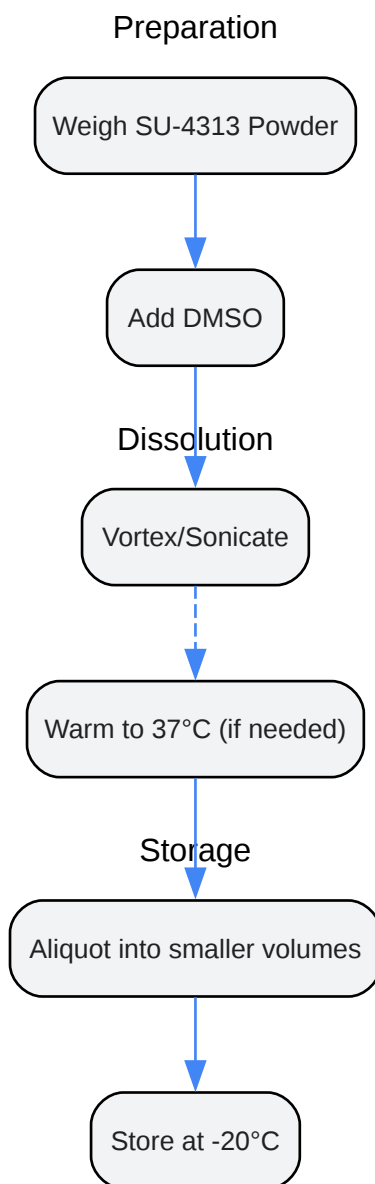 Preparation
Weigh SU-4313 Powder
Add DMSO
Dissolution
Vortex/Sonicate
Warm to 37°C (if needed)
Storage
Aliquot into smaller volumes
Store at -20°C